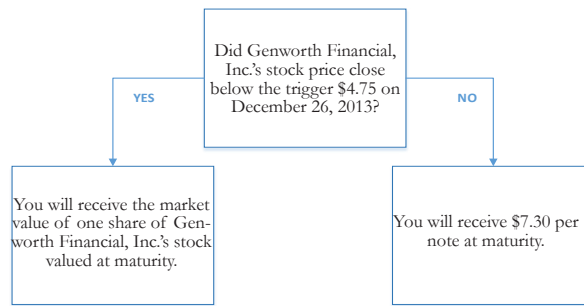 Did Genworth Financial,
Inc.'s stock price close
below the trigger $4.75 on
December 26, 2013?
YES
NO
You will receive the market
value of one share of Gen-
worth Financial, Inc.'s stock
valued at maturity.
You will receive $7.30 per
note at maturity.